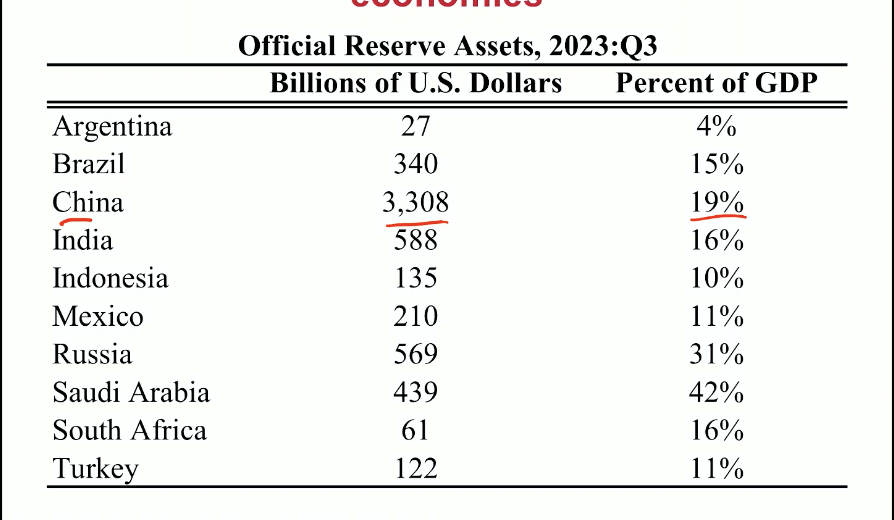 economies
Official Reserve Assets, 2023:Q3
Billions of U.S. Dollars Percent of GDP
Argentina 27 4%
Brazil 340 15%
China 3,308 19%
India 588 16%
Indonesia 135 10%
Mexico 210 11%
Russia 569 31%
Saudi Arabia 439 42%
South Africa 61 16%
Turkey 122 11%